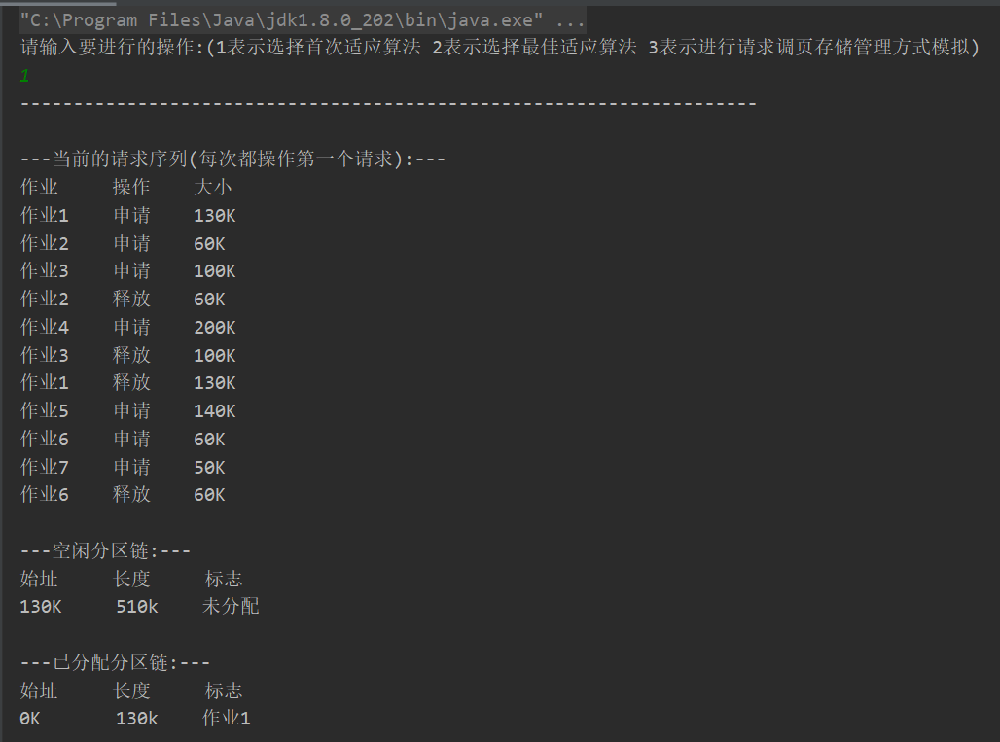 "C:\Program Files\Java\jdk1.8.0_202\bin\java.exe" ...
请输入要进行的操作:(1表示选择首次适应算法 2表示选择最佳适应算法 3表示进行请求调页存储管理方式模拟)
1
---------------------------------------------------------------------
---当前的请求序列(每次都操作第一个请求):---
作业 操作 大小
作业1 申请 130K
作业2 申请 60K
作业3 申请 100K
作业2 释放 60K
作业4 申请 200K
作业3 释放 100K
作业1 释放 130K
作业5 申请 140K
作业6 申请 60K
作业7 申请 50K
作业6 释放 60K
---空闲分区链:---
始址 长度 标志
130K 510k 未分配
---已分配分区链:---
始址 长度 标志
0K 130k 作业1